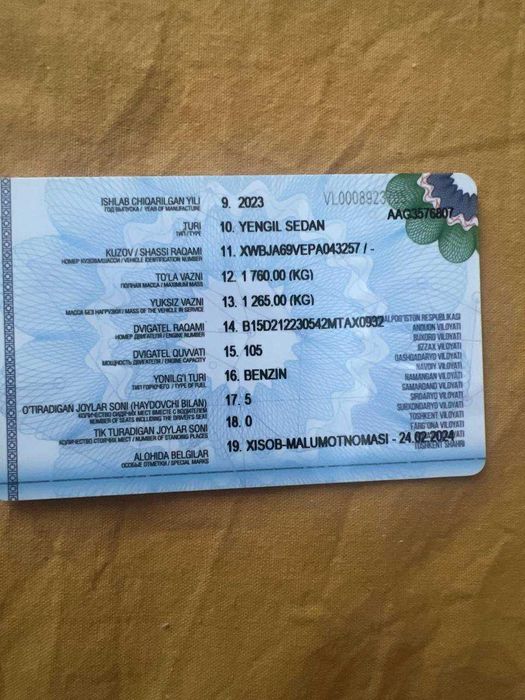 ISHLAB CHIQARILGAN YILI 9. 2023 VL0008923
ГОД ВЫПУСКА / YEAR OF MANUFACTURE
AAG3576807
TURI 10. YENGIL SEDAN
ТИП/TYPE
KUZOV / SHASSI RAQAMI 11. XWBJA69VEPA043257 / -
НОМЕР КУЗОВА/ШАССИ / VEHICLE IDENTIFICATION NUMBER
TO'LA VAZNI 12. 1 760.00 (KG)
ПОЛНАЯ МАССА / MAXIMUM MASS
YUKSIZ VAZNI 13. 1 265.00 (KG)
МАССА БЕЗ НАГРУЗКИ / MASS OF THE VEHICLE IN SERVICE
QORAQALPOG'ISTON RESPUBLIKASI
DVIGATEL RAQAMI 14. B15D212230542MTAX0932
НОМЕР ДВИГАТЕЛЯ / ENGINE NUMBER
ANDIJON VILOYATI
BUXORO VILOYATI
DVIGATEL QUVVATI 15. 105 JIZZAX VILOYATI
МОЩНОСТЬ ДВИГАТЕЛЯ / ENGINE CAPACITY
QASHQADARYO VILOYATI
NAVOIY VILOYATI
YONILG'I TURI 16. BENZIN NAMANGAN VILOYATI
ТИП ГОРЮЧЕГО / TYPE OF FUEL
SAMARQAND VILOYATI
SIRDARYO VILOYATI
O'TIRADIGAN JOYLAR SONI (HAYDOVCHI BILAN) 17. 5
КОЛИЧЕСТВО СИДЯЧИХ МЕСТ ВМЕСТЕ С ВОДИТЕЛЕМ
NUMBER OF SEATS INCLUDING THE DRIVER'S SEAT
SURXONDARYO VILOYATI
TOSHKENT VILOYATI
TIK TURADIGAN JOYLAR SONI 18. 0 FARG'ONA VILOYATI
КОЛИЧЕСТВО СТОЯЧИХ МЕСТ / NUMBER OF STANDING PLACES
ALOHIDA BELGILAR 19. XISOB-MALUMOTNOMASI - 24.02.2024
ОСОБЫЕ ОТМЕТКИ / SPECIAL MARKS
TOSHKENT SHAHRI